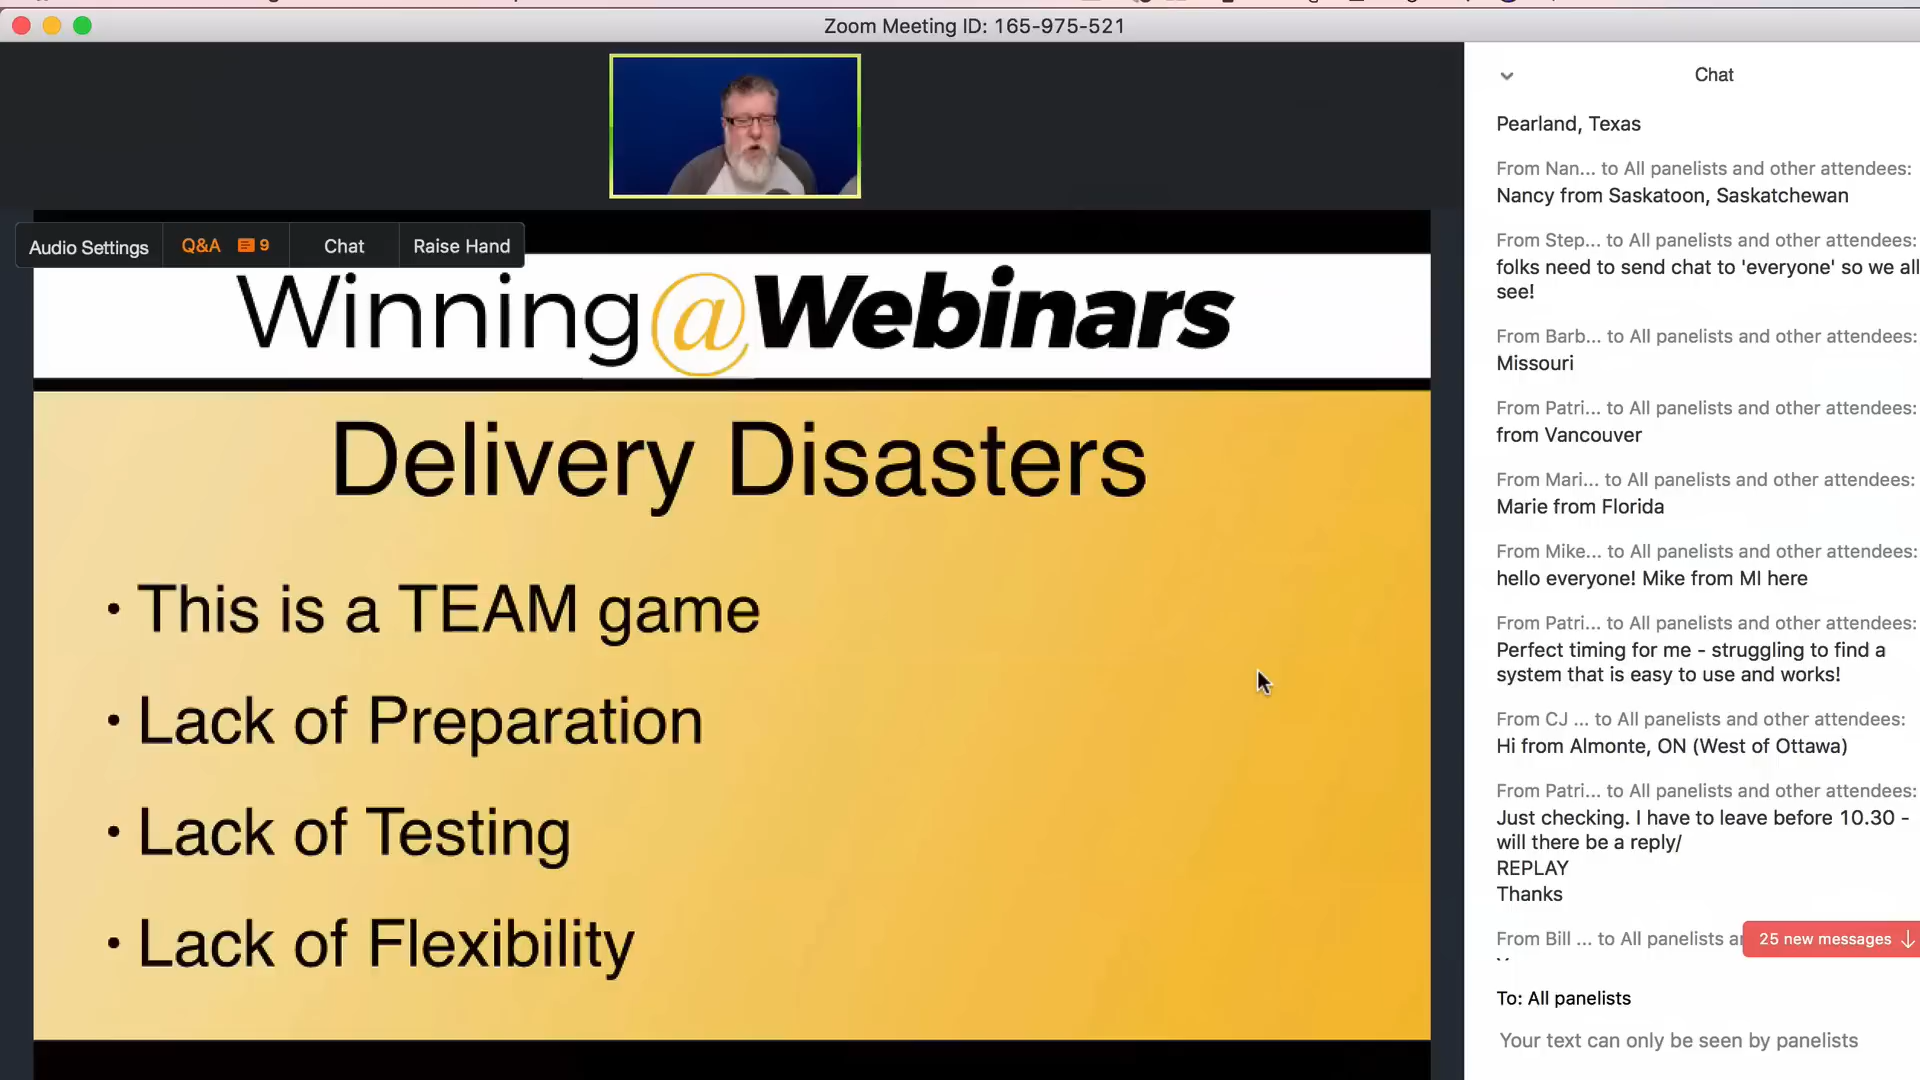 Zoom Meeting ID: 165-975-521
Audio Settings
Q&A 9
Chat
Raise Hand
Winning@Webinars
Delivery Disasters
• This is a TEAM game
• Lack of Preparation
• Lack of Testing
• Lack of Flexibility
Chat
Pearland, Texas
From Nan... to All panelists and other attendees:
Nancy from Saskatoon, Saskatchewan
From Step... to All panelists and other attendees:
folks need to send chat to 'everyone' so we all
see!
From Barb... to All panelists and other attendees:
Missouri
From Patri... to All panelists and other attendees:
from Vancouver
From Mari... to All panelists and other attendees:
Marie from Florida
From Mike... to All panelists and other attendees:
hello everyone! Mike from MI here
From Patri... to All panelists and other attendees:
Perfect timing for me - struggling to find a
system that is easy to use and works!
From CJ ... to All panelists and other attendees:
Hi from Almonte, ON (West of Ottawa)
From Patri... to All panelists and other attendees:
Just checking. I have to leave before 10.30 -
will there be a reply/
REPLAY
Thanks
From Bill ... to All panelists
25 new messages
To: All panelists
Your text can only be seen by panelists